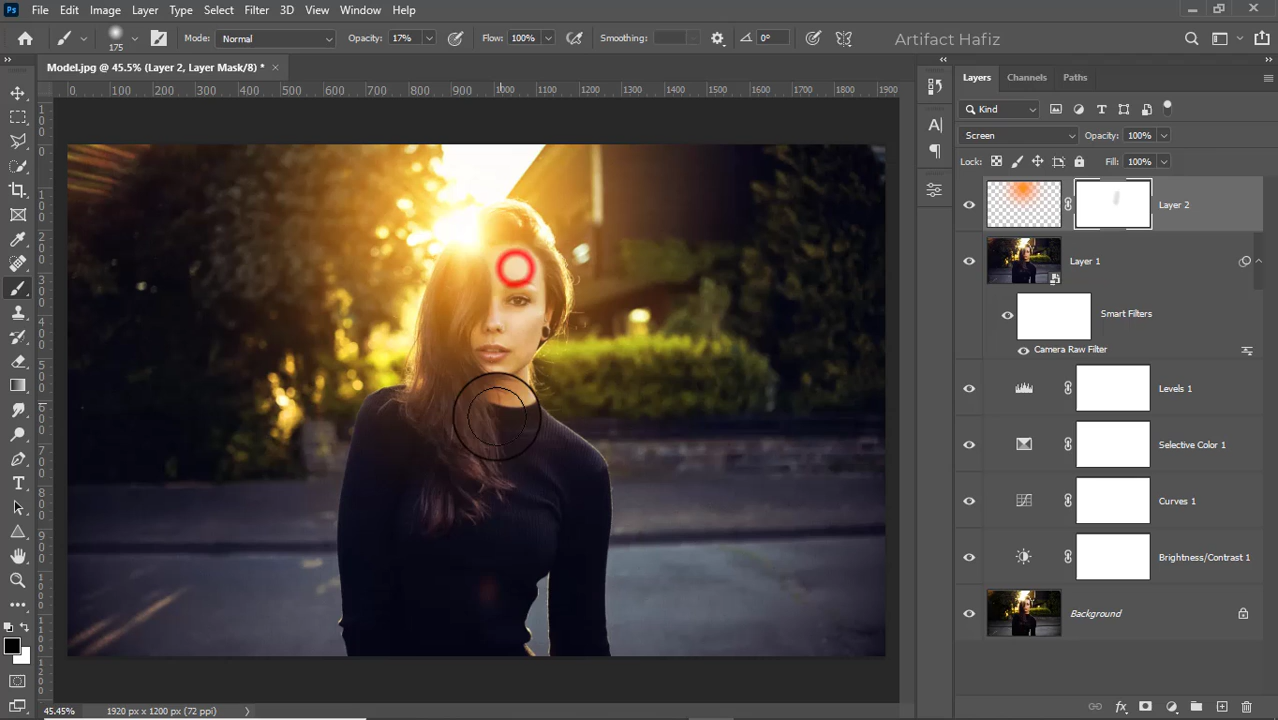 Ps File Edit Image Layer Type Select Filter 3D View Window Help
175 Mode: Normal Opacity: 17% Flow: 100% Smoothing: 0° Artifact Hafiz
Model.jpg @ 45.5% (Layer 2, Layer Mask/8) *
0 100 200 300 400 500 600 700 800 900 1000 1100 1200 1300 1400 1500 1600 1700 1800 1900
Layers Channels Paths
Kind
Screen Opacity: 100%
Lock: Fill: 100%
Layer 2
Layer 1
Smart Filters
Camera Raw Filter
Levels 1
Selective Color 1
Curves 1
Brightness/Contrast 1
Background
45.45% 1920 px x 1200 px (72 ppi)